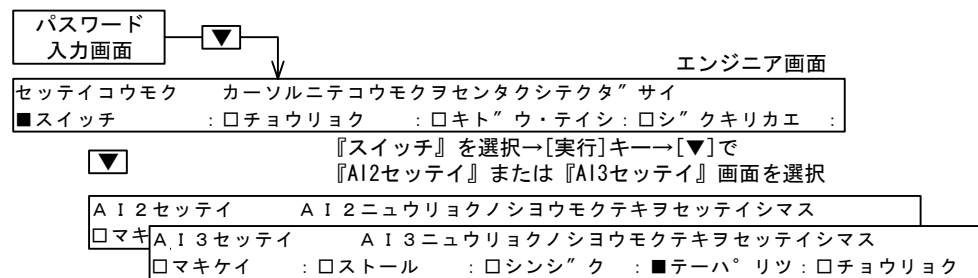 パスワード
入力画面
▼
エンジニア画面
セッテイコウモク　カーソルニテコウモクヲセンタクシテクタ゛サイ
■スイッチ　：□チョウリョク　：□キト゛ウ・テイシ：□シ゛クキリカエ　：
▼
『スイッチ』を選択→[実行]キー→[▼]で
『AI2セッテイ』または『AI3セッテイ』画面を選択
ＡＩ２セッテイ　ＡＩ２ニュウリョクノシヨウモクテキヲセッテイシマス
□マキ
ＡＩ３セッテイ　ＡＩ３ニュウリョクノシヨウモクテキヲセッテイシマス
□マキケイ　：□ストール　：□シンシ゛ク　：■テーハ゜リツ：□チョウリョク